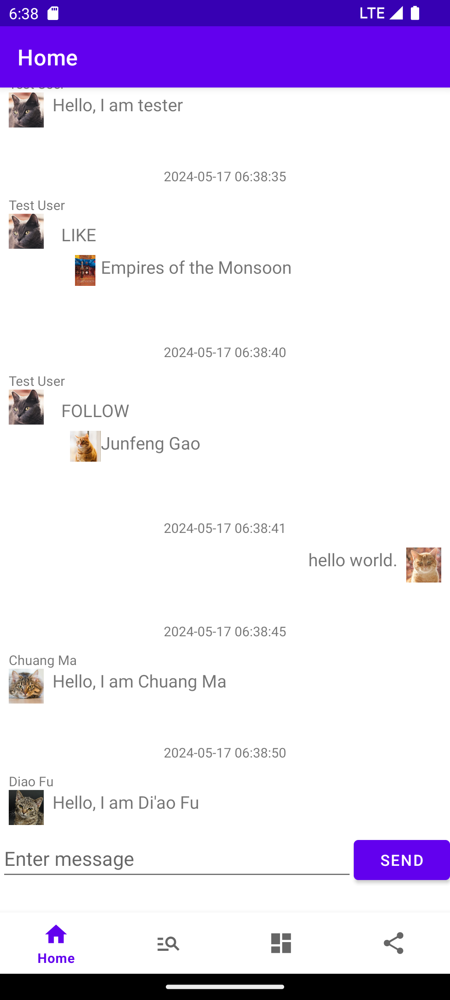 6:38
LTE
Home
Test User
Hello, I am tester
2024-05-17 06:38:35
Test User
LIKE
Empires of the Monsoon
2024-05-17 06:38:40
Test User
FOLLOW
Junfeng Gao
2024-05-17 06:38:41
hello world.
2024-05-17 06:38:45
Chuang Ma
Hello, I am Chuang Ma
2024-05-17 06:38:50
Diao Fu
Hello, I am Di'ao Fu
Enter message
SEND
Home